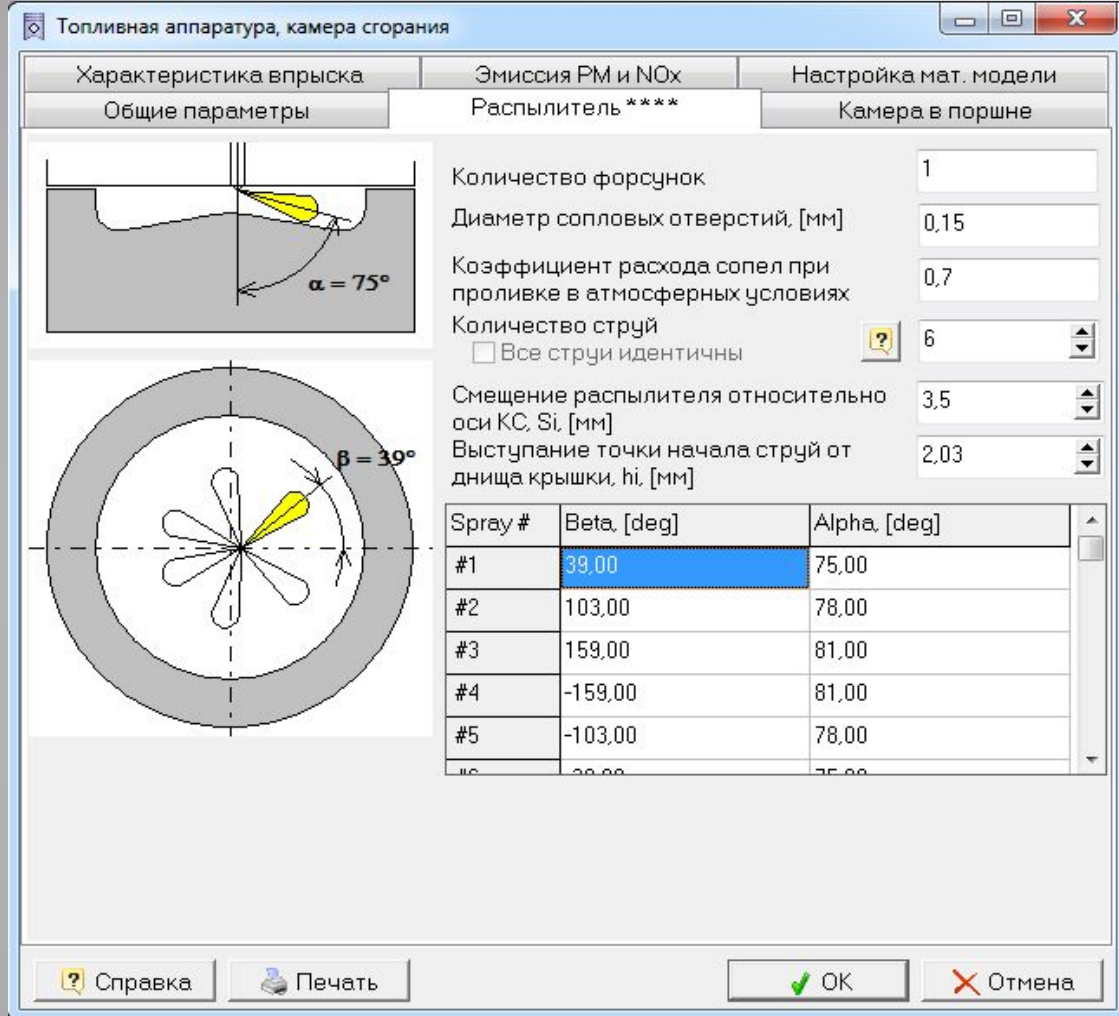 Топливная аппаратура, камера сгорания
Характеристика впрыска
Эмиссия PM и NOx
Настройка мат. модели
Общие параметры
Распылитель ****
Камера в поршне
α = 75°
β = 39°
Количество форсунок
1
Диаметр сопловых отверстий, [мм]
0,15
Коэффициент расхода сопел при
проливке в атмосферных условиях
0,7
Количество струй
Все струи идентичны
?
6
Смещение распылителя относительно
оси КС, Si, [мм]
3,5
Выступание точки начала струй от
днища крышки, hi, [мм]
2,03
Spray # Beta, [deg] Alpha, [deg]
#1 39,00 75,00
#2 103,00 78,00
#3 159,00 81,00
#4 -159,00 81,00
#5 -103,00 78,00
? Справка
Печать
OK
Отмена